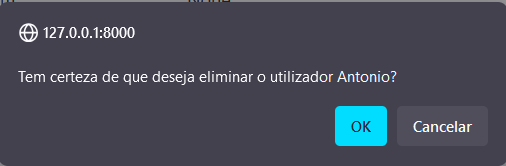 127.0.0.1:8000
Tem certeza de que deseja eliminar o utilizador Antonio?
OK
Cancelar